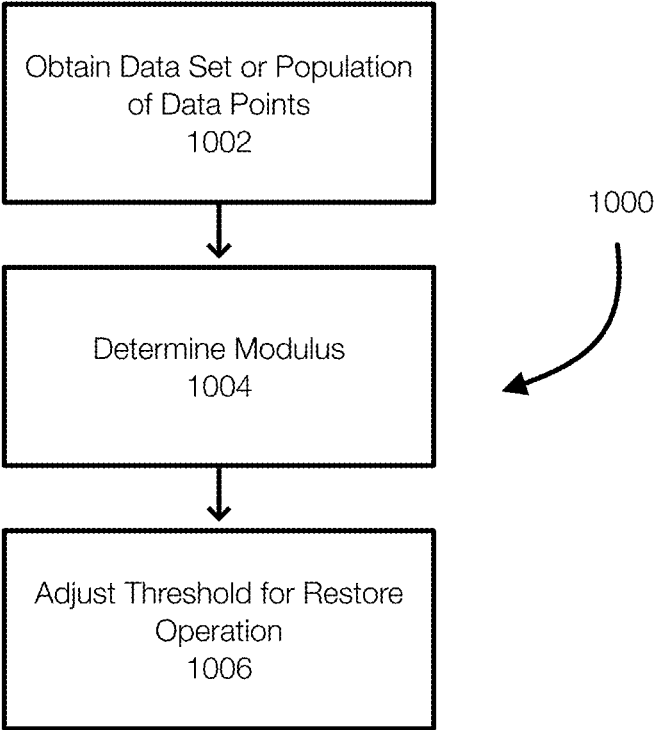 Obtain Data Set or Population
of Data Points
1002
1000
Determine Modulus
1004
Adjust Threshold for Restore
Operation
1006